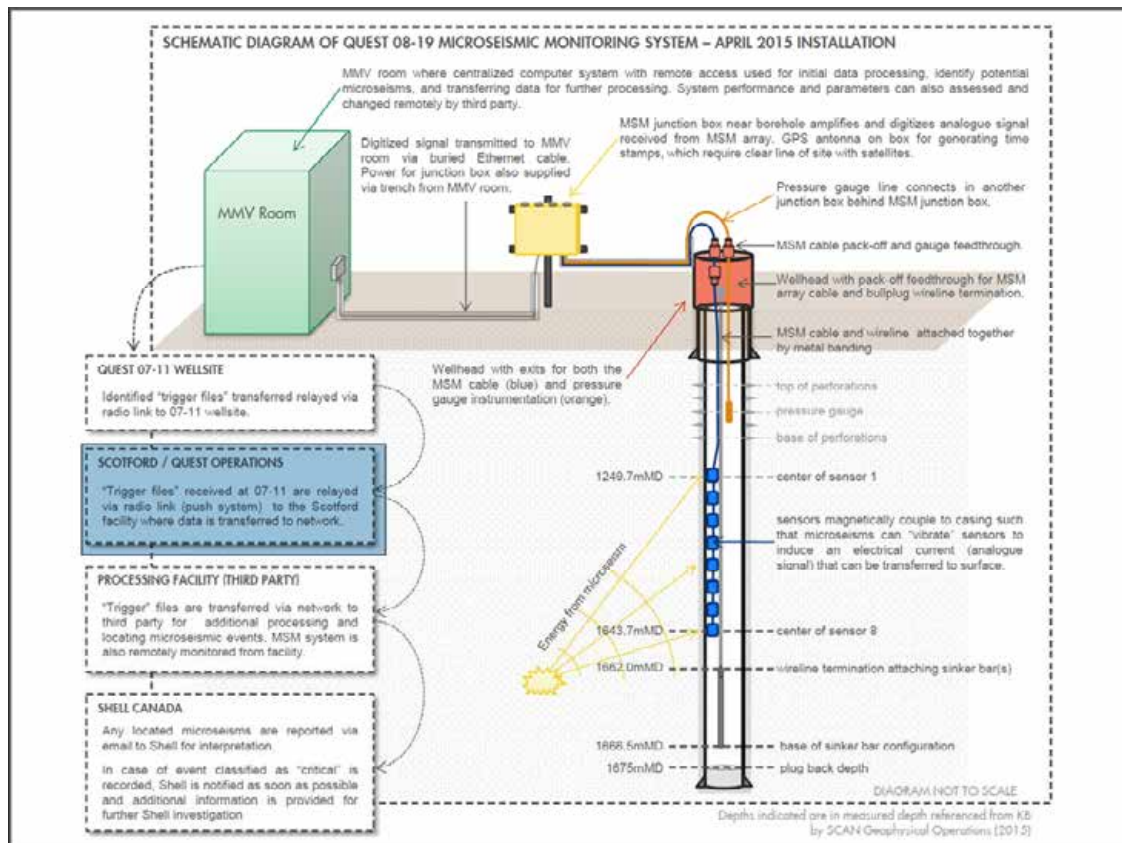 SCHEMATIC DIAGRAM OF QUEST 08-19 MICROSEISMIC MONITORING SYSTEM – APRIL 2015 INSTALLATION
MMV room where centralized computer system with remote access used for initial data processing, identify potential
microseisms, and transferring data for further processing. System performance and parameters can also assessed and
changed remotely by third party.
MSM junction box near borehole amplifies and digitizes analogue signal
received from MSM array. GPS antenna on box for generating time
stamps, which require clear line of site with satellites.
Digitized signal transmitted to MMV
room via buried Ethernet cable.
Power for junction box also supplied
via trench from MMV room.
Pressure gauge line connects in another
junction box behind MSM junction box.
MMV Room
MSM cable pack-off and gauge feedthrough.
Wellhead with pack-off feedthrough for MSM
array cable and bullplug wireline termination.
MSM cable and wireline attached together
by metal banding
Wellhead with exits for both the
MSM cable (blue) and pressure
gauge instrumentation (orange).
top of perforations
pressure gauge
base of perforations
QUEST 07-11 WELLSITE
Identified "trigger files" transferred relayed via
radio link to 07-11 wellsite.
SCOTFORD / QUEST OPERATIONS
"Trigger files" received at 07-11 are relayed
via radio link (push system) to the Scotford
facility where data is transferred to network.
PROCESSING FACILITY (THIRD PARTY)
"Trigger" files are transferred via network to
third party for additional processing and
locating microseismic events. MSM system is
also remotely monitored from facility.
SHELL CANADA
Any located microseisms are reported via
email to Shell for interpretation.
In case of event classified as "critical" is
recorded, Shell is notified as soon as possible
and additional information is provided for
further Shell investigation
1249.7mMD
center of sensor 1
sensors magnetically couple to casing such
that microseisms can "vibrate" sensors to
induce an electrical current (analogue
signal) that can be transferred to surface.
Energy from microseism
1643.7mMD
center of sensor 8
1662.0mMD
wireline termination attaching sinker bar(s)
1668.5mMD
base of sinker bar configuration
1675mMD
plug back depth
DIAGRAM NOT TO SCALE
Depths indicated are in measured depth referenced from KB
by SCAN Geophysical Operations (2015)